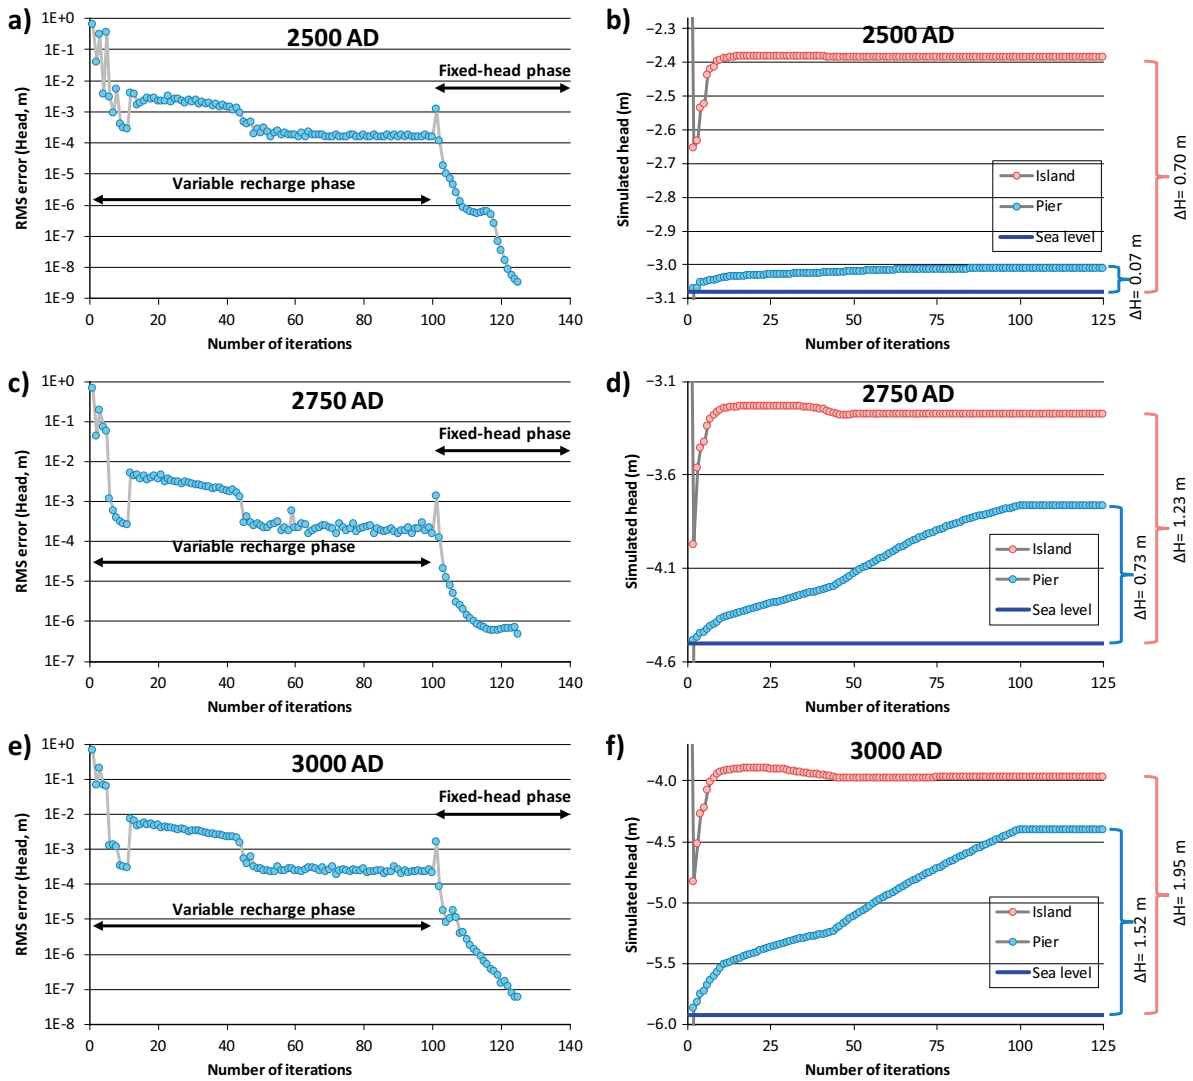 a)
2500 AD
RMS error (Head, m)
1E+0
1E-1
1E-2
1E-3
1E-4
1E-5
1E-6
1E-7
1E-8
1E-9
Fixed-head phase
Variable recharge phase
0 20 40 60 80 100 120 140
Number of iterations
b)
2500 AD
Simulated head (m)
−2.3
−2.4
−2.5
−2.6
−2.7
−2.8
−2.9
−3.0
−3.1
Island
Pier
Sea level
0 25 50 75 100 125
Number of iterations
ΔH= 0.07 m
ΔH= 0.70 m
c)
2750 AD
RMS error (Head, m)
1E+0
1E-1
1E-2
1E-3
1E-4
1E-5
1E-6
1E-7
Fixed-head phase
Variable recharge phase
0 20 40 60 80 100 120 140
Number of iterations
d)
2750 AD
Simulated head (m)
−3.1
−3.6
−4.1
−4.6
Island
Pier
Sea level
0 25 50 75 100 125
Number of iterations
ΔH= 0.73 m
ΔH= 1.23 m
e)
3000 AD
RMS error (Head, m)
1E+0
1E-1
1E-2
1E-3
1E-4
1E-5
1E-6
1E-7
1E-8
Fixed-head phase
Variable recharge phase
0 20 40 60 80 100 120 140
Number of iterations
f)
3000 AD
Simulated head (m)
−4.0
−4.5
−5.0
−5.5
−6.0
Island
Pier
Sea level
0 25 50 75 100 125
Number of iterations
ΔH= 1.52 m
ΔH= 1.95 m